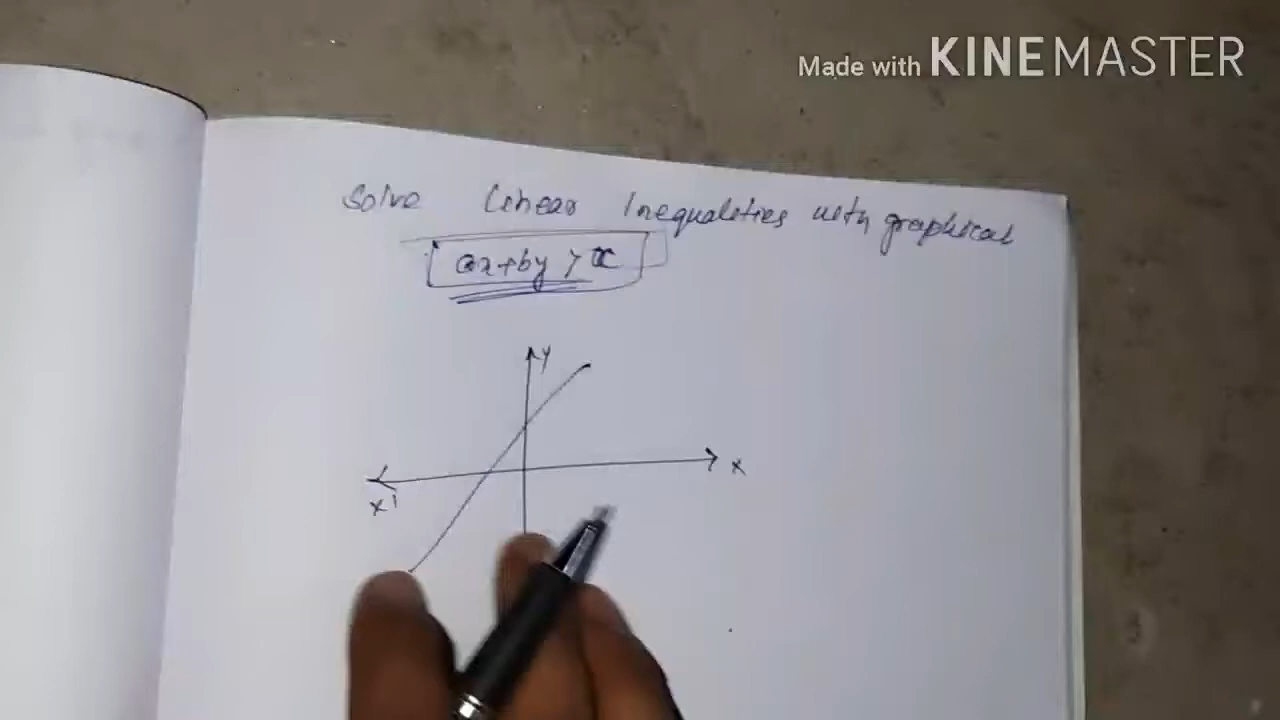 Made with KINEMASTER
Solve Linear Inequalities with graphical
ax+by >
y
x
x'